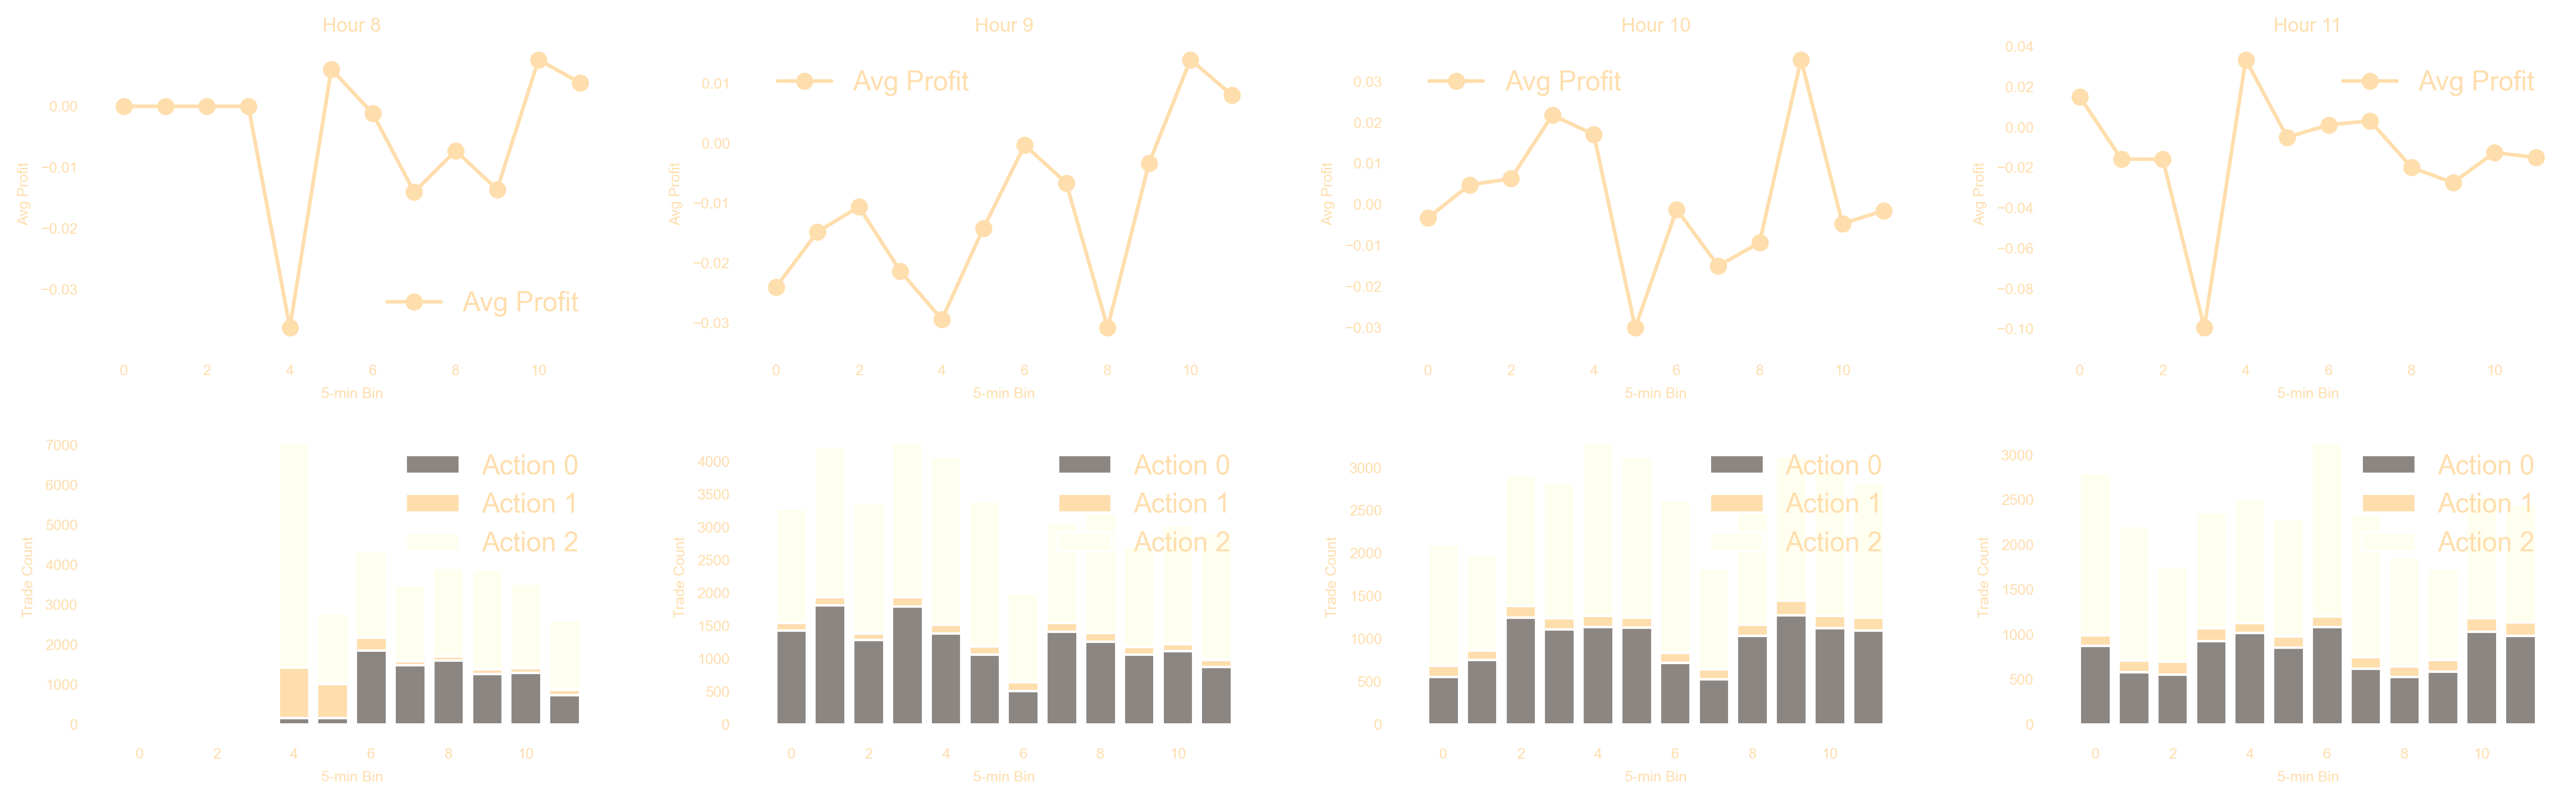 Hour 8
Hour 9
Hour 10
Hour 11
0.00
−0.01
−0.02
−0.03
Avg Profit
Avg Profit
0 2 4 6 8 10
5-min Bin
0.01
0.00
−0.01
−0.02
−0.03
Avg Profit
Avg Profit
0 2 4 6 8 10
5-min Bin
0.03
0.02
0.01
0.00
−0.01
−0.02
−0.03
Avg Profit
Avg Profit
0 2 4 6 8 10
5-min Bin
0.04
0.02
0.00
−0.02
−0.04
−0.06
−0.08
−0.10
Avg Profit
Avg Profit
0 2 4 6 8 10
5-min Bin
7000
6000
5000
4000
3000
2000
1000
0
Trade Count
Action 0
Action 1
Action 2
0 2 4 6 8 10
5-min Bin
4000
3500
3000
2500
2000
1500
1000
500
0
Trade Count
Action 0
Action 1
Action 2
0 2 4 6 8 10
5-min Bin
3000
2500
2000
1500
1000
500
0
Trade Count
Action 0
Action 1
Action 2
0 2 4 6 8 10
5-min Bin
3000
2500
2000
1500
1000
500
0
Trade Count
Action 0
Action 1
Action 2
0 2 4 6 8 10
5-min Bin